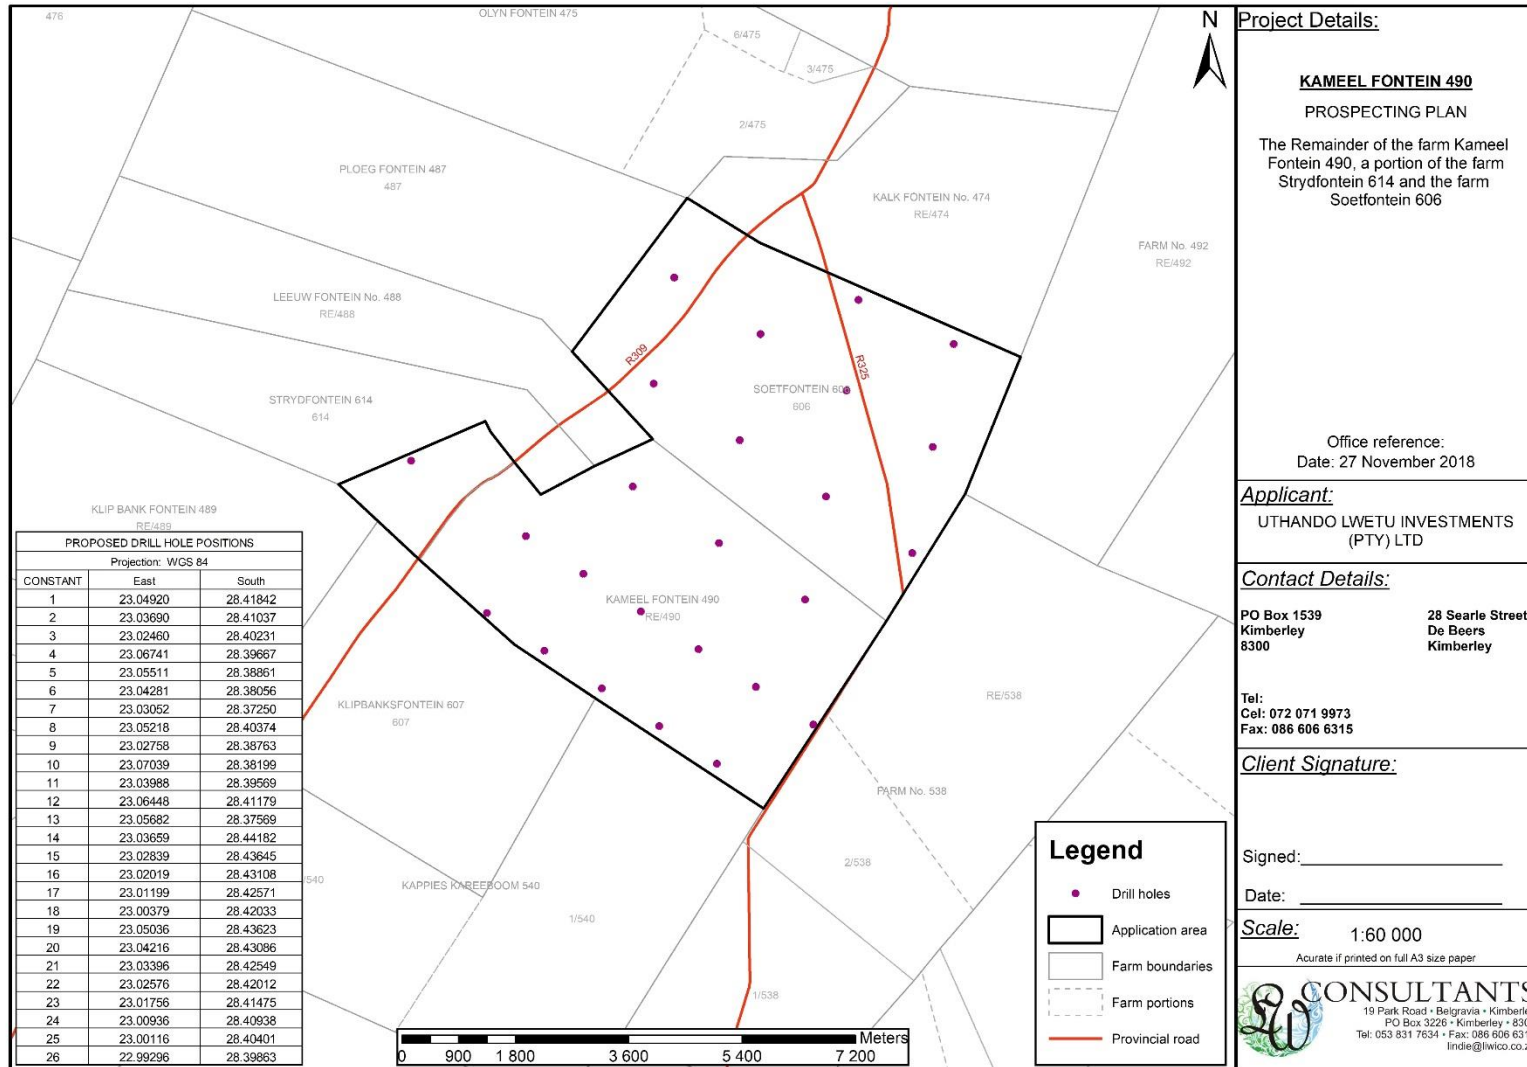 476
OLYN FONTEIN 475
6/475
3/475
2/475
N
PLOEG FONTEIN 487
487
KALK FONTEIN No. 474
RE/474
FARM No. 492
RE/492
LEEUW FONTEIN No. 488
RE/488
R309
R325
SOETFONTEIN 606
606
STRYDFONTEIN 614
614
KLIP BANK FONTEIN 489
RE/489
KAMEEL FONTEIN 490
RE/490
KLIPBANKSFONTEIN 607
607
RE/538
FARM No. 538
2/538
1/538
/540
KAPPIES KAREEBOOM 540
1/540
PROPOSED DRILL HOLE POSITIONS
Projection: WGS 84
CONSTANT East South
1 23.04920 28.41842
2 23.03690 28.41037
3 23.02460 28.40231
4 23.06741 28.39667
5 23.05511 28.38861
6 23.04281 28.38056
7 23.03052 28.37250
8 23.05218 28.40374
9 23.02758 28.38763
10 23.07039 28.38199
11 23.03988 28.39569
12 23.06448 28.41179
13 23.05682 28.37569
14 23.03659 28.44182
15 23.02839 28.43645
16 23.02019 28.43108
17 23.01199 28.42571
18 23.00379 28.42033
19 23.05036 28.43623
20 23.04216 28.43086
21 23.03396 28.42549
22 23.02576 28.42012
23 23.01756 28.41475
24 23.00936 28.40938
25 23.00116 28.40401
26 22.99296 28.39863
0 900 1 800 3 600 5 400 7 200
Meters
Legend
Drill holes
Application area
Farm boundaries
Farm portions
Provincial road
Project Details:
KAMEEL FONTEIN 490
PROSPECTING PLAN
The Remainder of the farm Kameel
Fontein 490, a portion of the farm
Strydfontein 614 and the farm
Soetfontein 606
Office reference:
Date: 27 November 2018
Applicant:
UTHANDO LWETU INVESTMENTS
(PTY) LTD
Contact Details:
PO Box 1539 28 Searle Street
Kimberley De Beers
8300 Kimberley
Tel:
Cel: 072 071 9973
Fax: 086 606 6315
Client Signature:
Signed:
Date:
Scale: 1:60 000
Acurate if printed on full A3 size paper
LW CONSULTANTS
19 Park Road • Belgravia • Kimberle
PO Box 3226 • Kimberley • 830
Tel: 053 831 7634 • Fax: 086 606 631
lindie@liwico.co.z